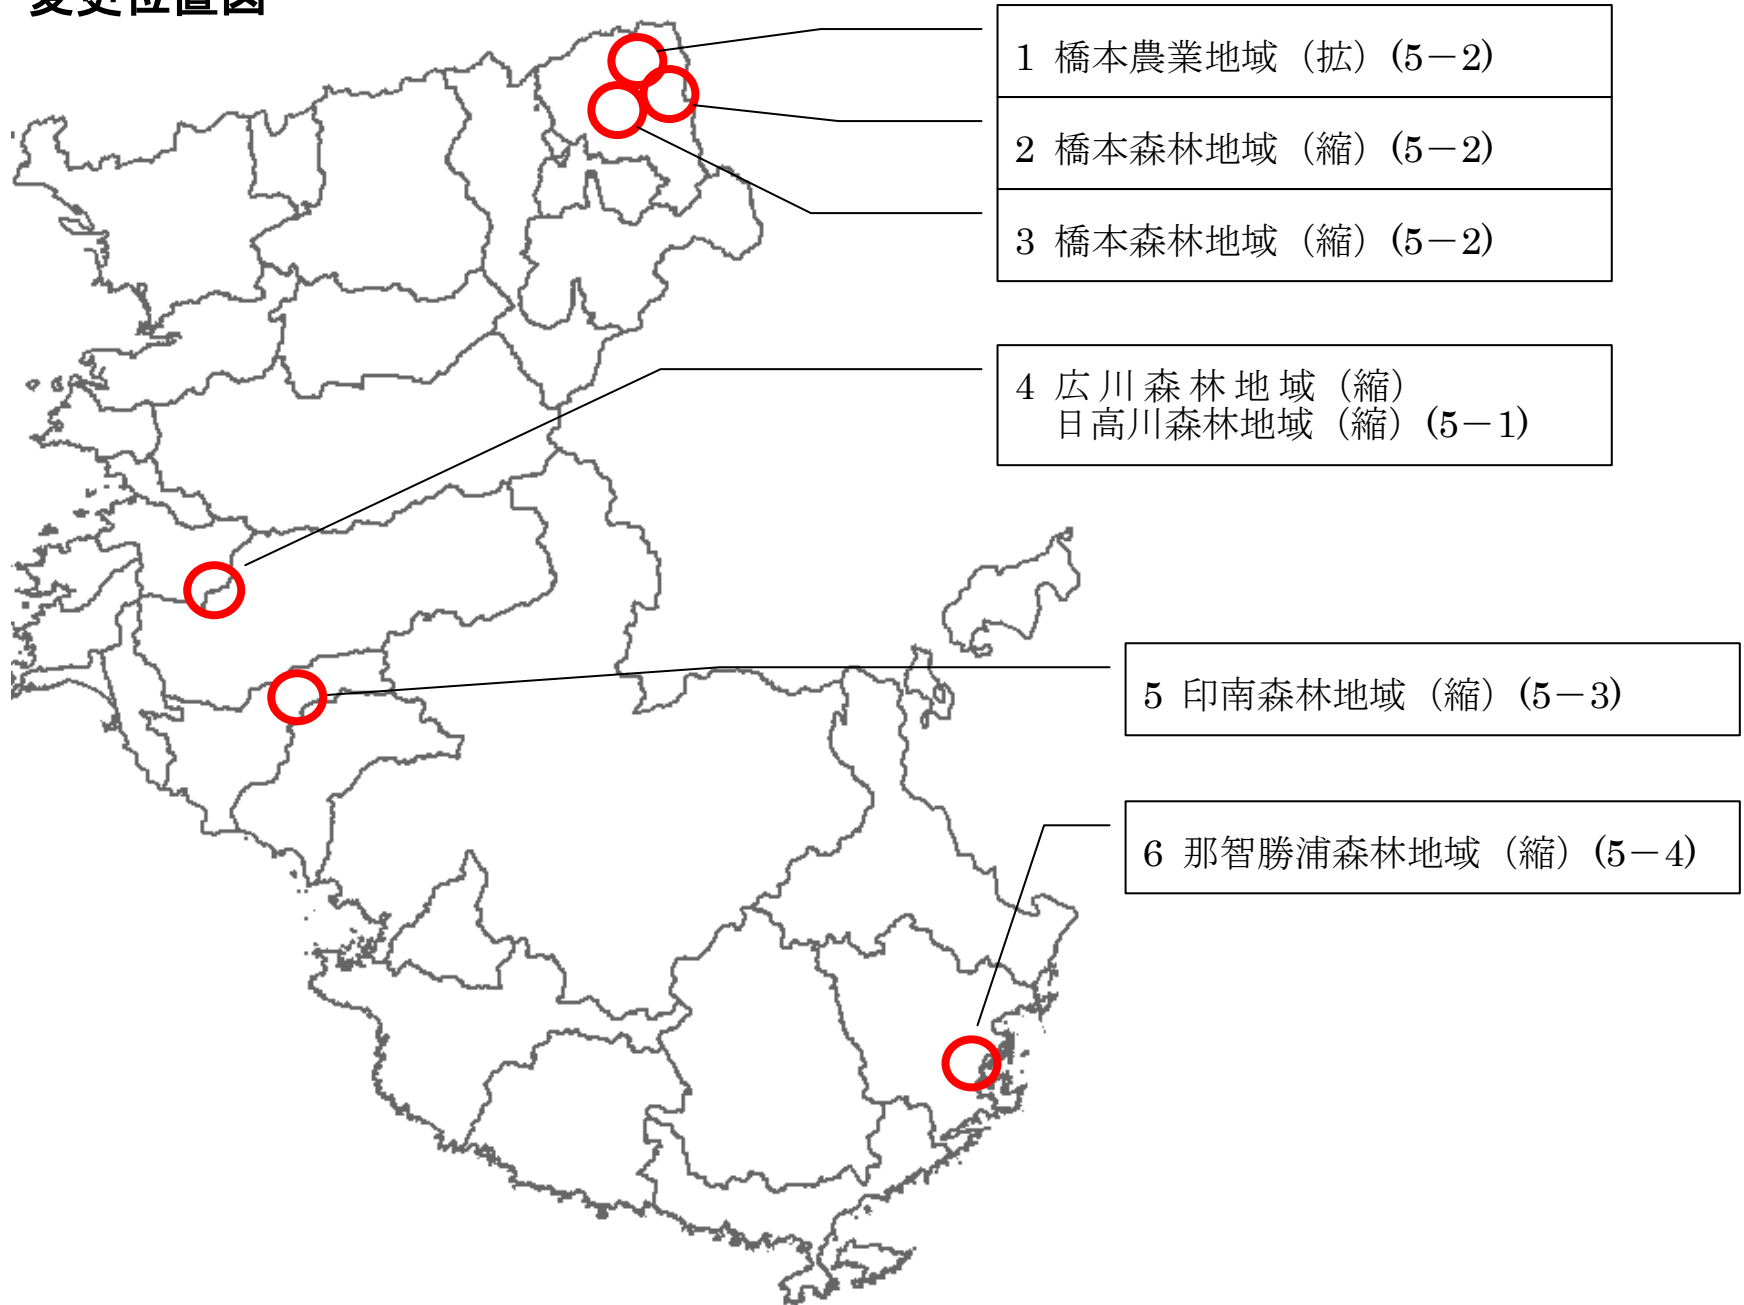 変更位置図
1 橋本農業地域（拡）(5－2)
2 橋本森林地域（縮）(5－2)
3 橋本森林地域（縮）(5－2)
4 広川森林地域（縮）
日高川森林地域（縮）(5－1)
5 印南森林地域（縮）(5－3)
6 那智勝浦森林地域（縮）(5－4)